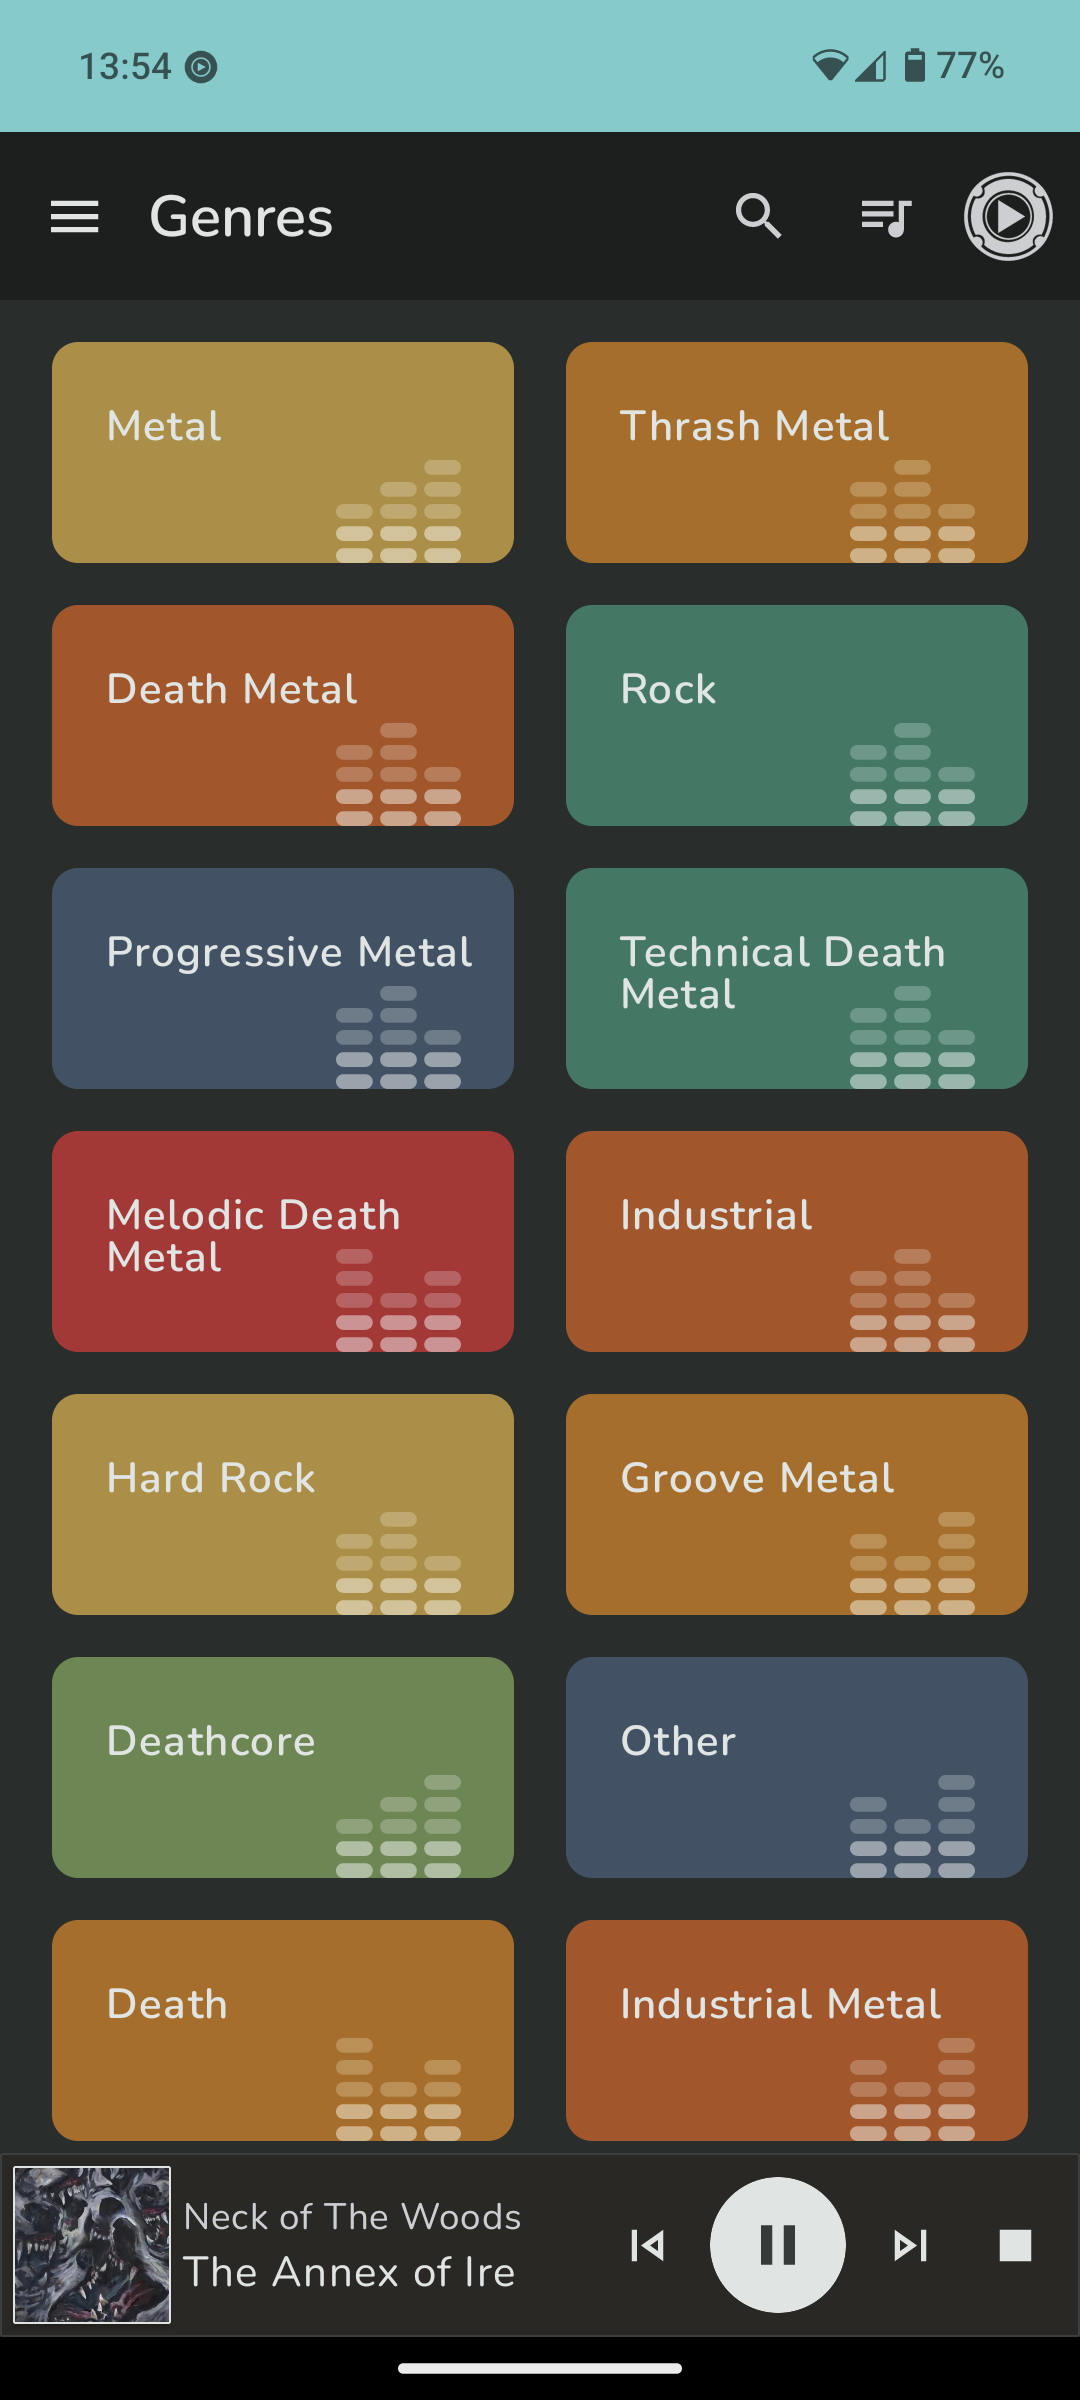 13:54
77%
Genres
Metal
Thrash Metal
Death Metal
Rock
Progressive Metal
Technical Death
Metal
Melodic Death
Metal
Industrial
Hard Rock
Groove Metal
Deathcore
Other
Death
Industrial Metal
Neck of The Woods
The Annex of Ire